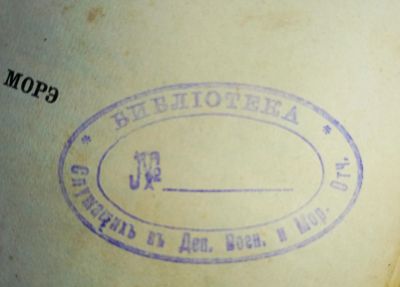 МОРЭ
* БИБЛІОТЕКА *
№
Служащихъ въ Деп. Воен. и Мор. Отч.